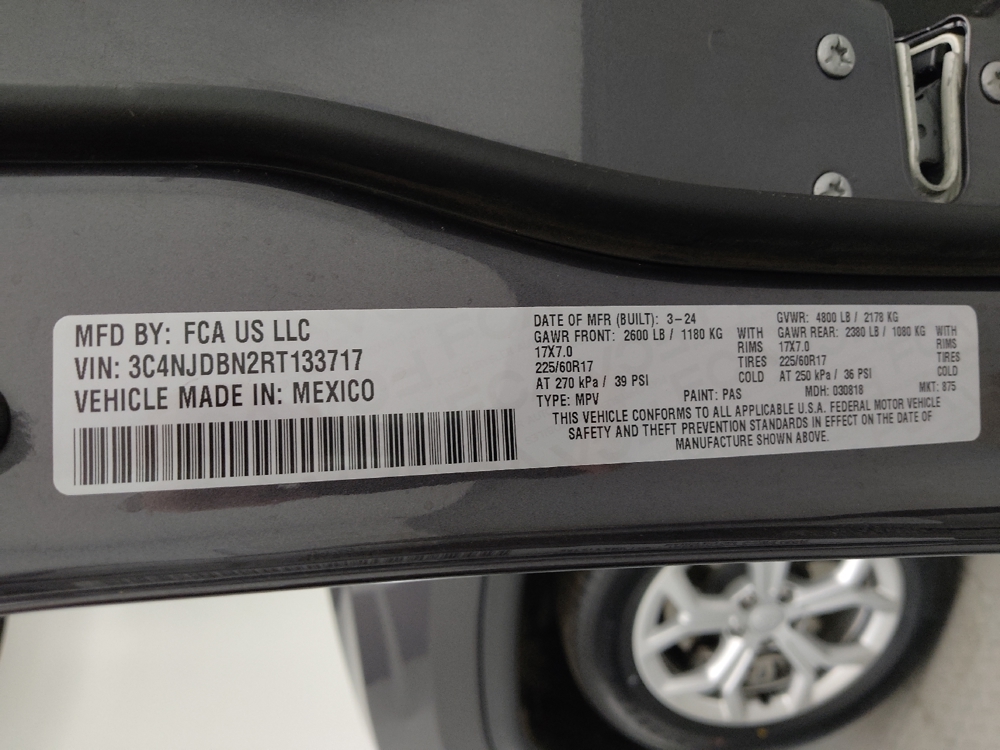 MFD BY: FCA US LLC
VIN: 3C4NJDBN2RT133717
VEHICLE MADE IN: MEXICO
DATE OF MFR (BUILT): 3-24 GVWR: 4800 LB / 2178 KG
GAWR FRONT: 2600 LB / 1180 KG WITH GAWR REAR: 2380 LB / 1080 KG WITH
17X7.0 RIMS 17X7.0 RIMS
225/60R17 TIRES 225/60R17 TIRES
AT 270 kPa / 39 PSI COLD AT 250 kPa / 36 PSI COLD
TYPE: MPV PAINT: PAS MDH: 030818 MKT: 875
THIS VEHICLE CONFORMS TO ALL APPLICABLE U.S.A. FEDERAL MOTOR VEHICLE
SAFETY AND THEFT PREVENTION STANDARDS IN EFFECT ON THE DATE OF
MANUFACTURE SHOWN ABOVE.